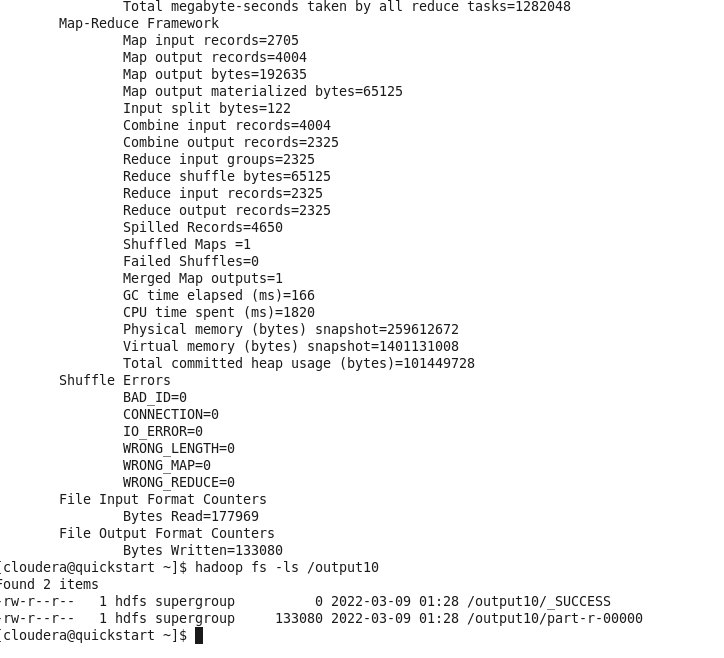 Total megabyte-seconds taken by all reduce tasks=1282048
Map-Reduce Framework
Map input records=2705
Map output records=4004
Map output bytes=192635
Map output materialized bytes=65125
Input split bytes=122
Combine input records=4004
Combine output records=2325
Reduce input groups=2325
Reduce shuffle bytes=65125
Reduce input records=2325
Reduce output records=2325
Spilled Records=4650
Shuffled Maps =1
Failed Shuffles=0
Merged Map outputs=1
GC time elapsed (ms)=166
CPU time spent (ms)=1820
Physical memory (bytes) snapshot=259612672
Virtual memory (bytes) snapshot=1401131008
Total committed heap usage (bytes)=101449728
Shuffle Errors
BAD_ID=0
CONNECTION=0
IO_ERROR=0
WRONG_LENGTH=0
WRONG_MAP=0
WRONG_REDUCE=0
File Input Format Counters
Bytes Read=177969
File Output Format Counters
Bytes Written=133080
[cloudera@quickstart ~]$ hadoop fs -ls /output10
Found 2 items
-rw-r--r--   1 hdfs supergroup          0 2022-03-09 01:28 /output10/_SUCCESS
-rw-r--r--   1 hdfs supergroup     133080 2022-03-09 01:28 /output10/part-r-00000
[cloudera@quickstart ~]$